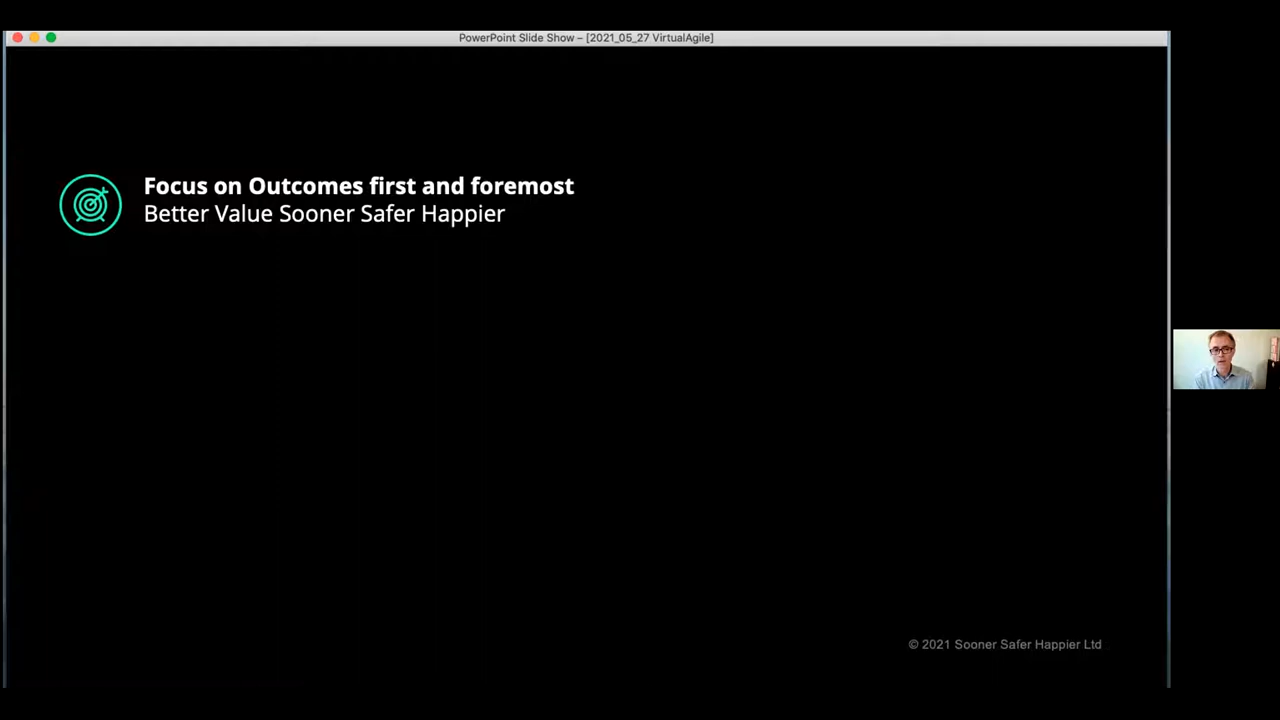 PowerPoint Slide Show – [2021_05_27 VirtualAgile]
Focus on Outcomes first and foremost
Better Value Sooner Safer Happier
© 2021 Sooner Safer Happier Ltd